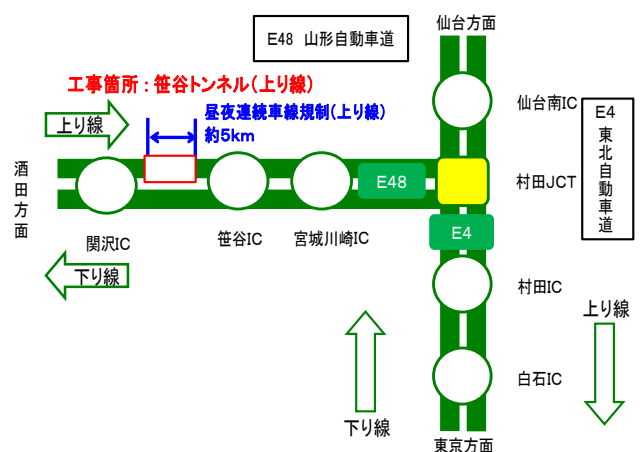 E48 山形自動車道
仙台方面
工事箇所：笹谷トンネル(上り線)
昼夜連続車線規制(上り線)
約5km
上り線
仙台南IC
E4
東北自動車道
酒田方面
E48
村田JCT
関沢IC
笹谷IC
宮城川崎IC
E4
下り線
村田IC
上り線
白石IC
下り線
東京方面